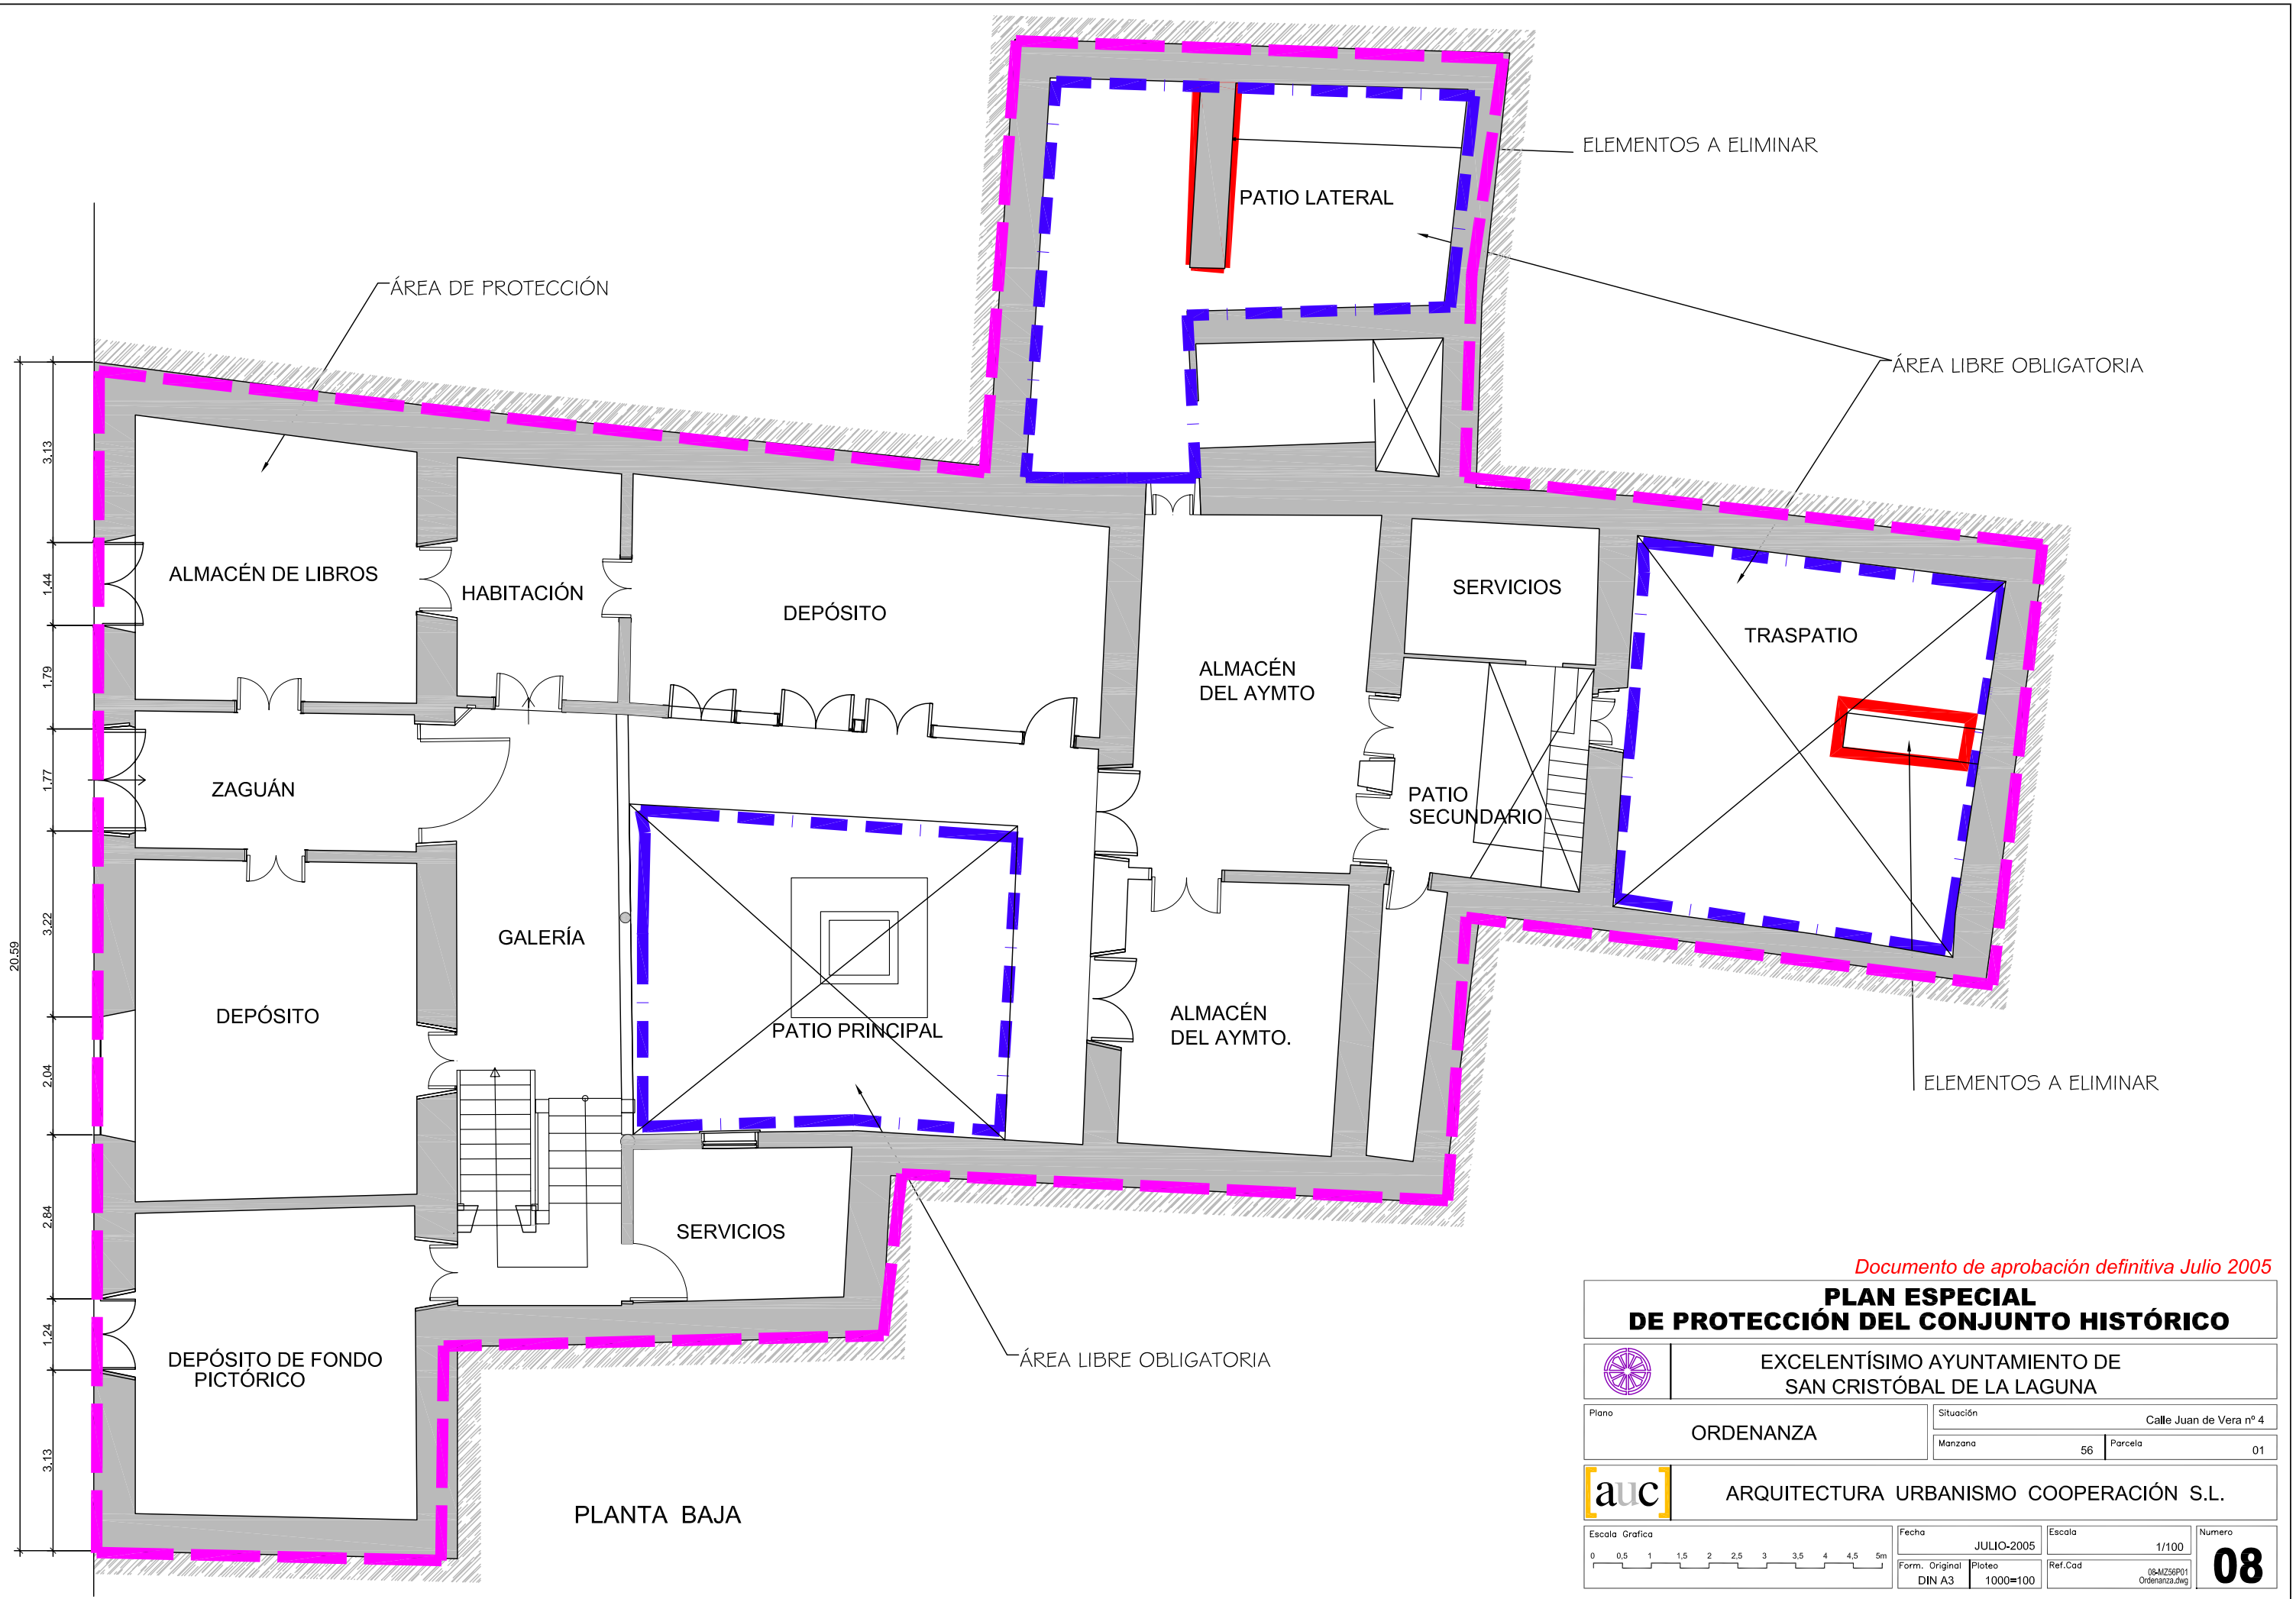 ELEMENTOS A ELIMINAR
PATIO LATERAL
ÁREA DE PROTECCIÓN
ÁREA LIBRE OBLIGATORIA
3,13
1,44
1,79
1,77
3,22
2,04
2,84
1,24
3,13
20,59
ALMACÉN DE LIBROS
HABITACIÓN
DEPÓSITO
SERVICIOS
TRASPATIO
ALMACÉN
DEL AYMTO
ZAGUÁN
PATIO
SECUNDARIO
GALERÍA
DEPÓSITO
PATIO PRINCIPAL
ALMACÉN
DEL AYMTO.
ELEMENTOS A ELIMINAR
SERVICIOS
ÁREA LIBRE OBLIGATORIA
DEPÓSITO DE FONDO
PICTÓRICO
PLANTA BAJA
Documento de aprobación definitiva Julio 2005
PLAN ESPECIAL
DE PROTECCIÓN DEL CONJUNTO HISTÓRICO
EXCELENTÍSIMO AYUNTAMIENTO DE
SAN CRISTÓBAL DE LA LAGUNA
Plano
ORDENANZA
Situación
Calle Juan de Vera nº 4
Manzana 56
Parcela 01
[auc]
ARQUITECTURA URBANISMO COOPERACIÓN S.L.
Escala Grafica
0 0,5 1 1,5 2 2,5 3 3,5 4 4,5 5m
Fecha
JULIO-2005
Escala
1/100
Numero
08
Form. Original
DIN A3
Ploteo
1000=100
Ref.Cad
08-MZ56P01
Ordenanza.dwg